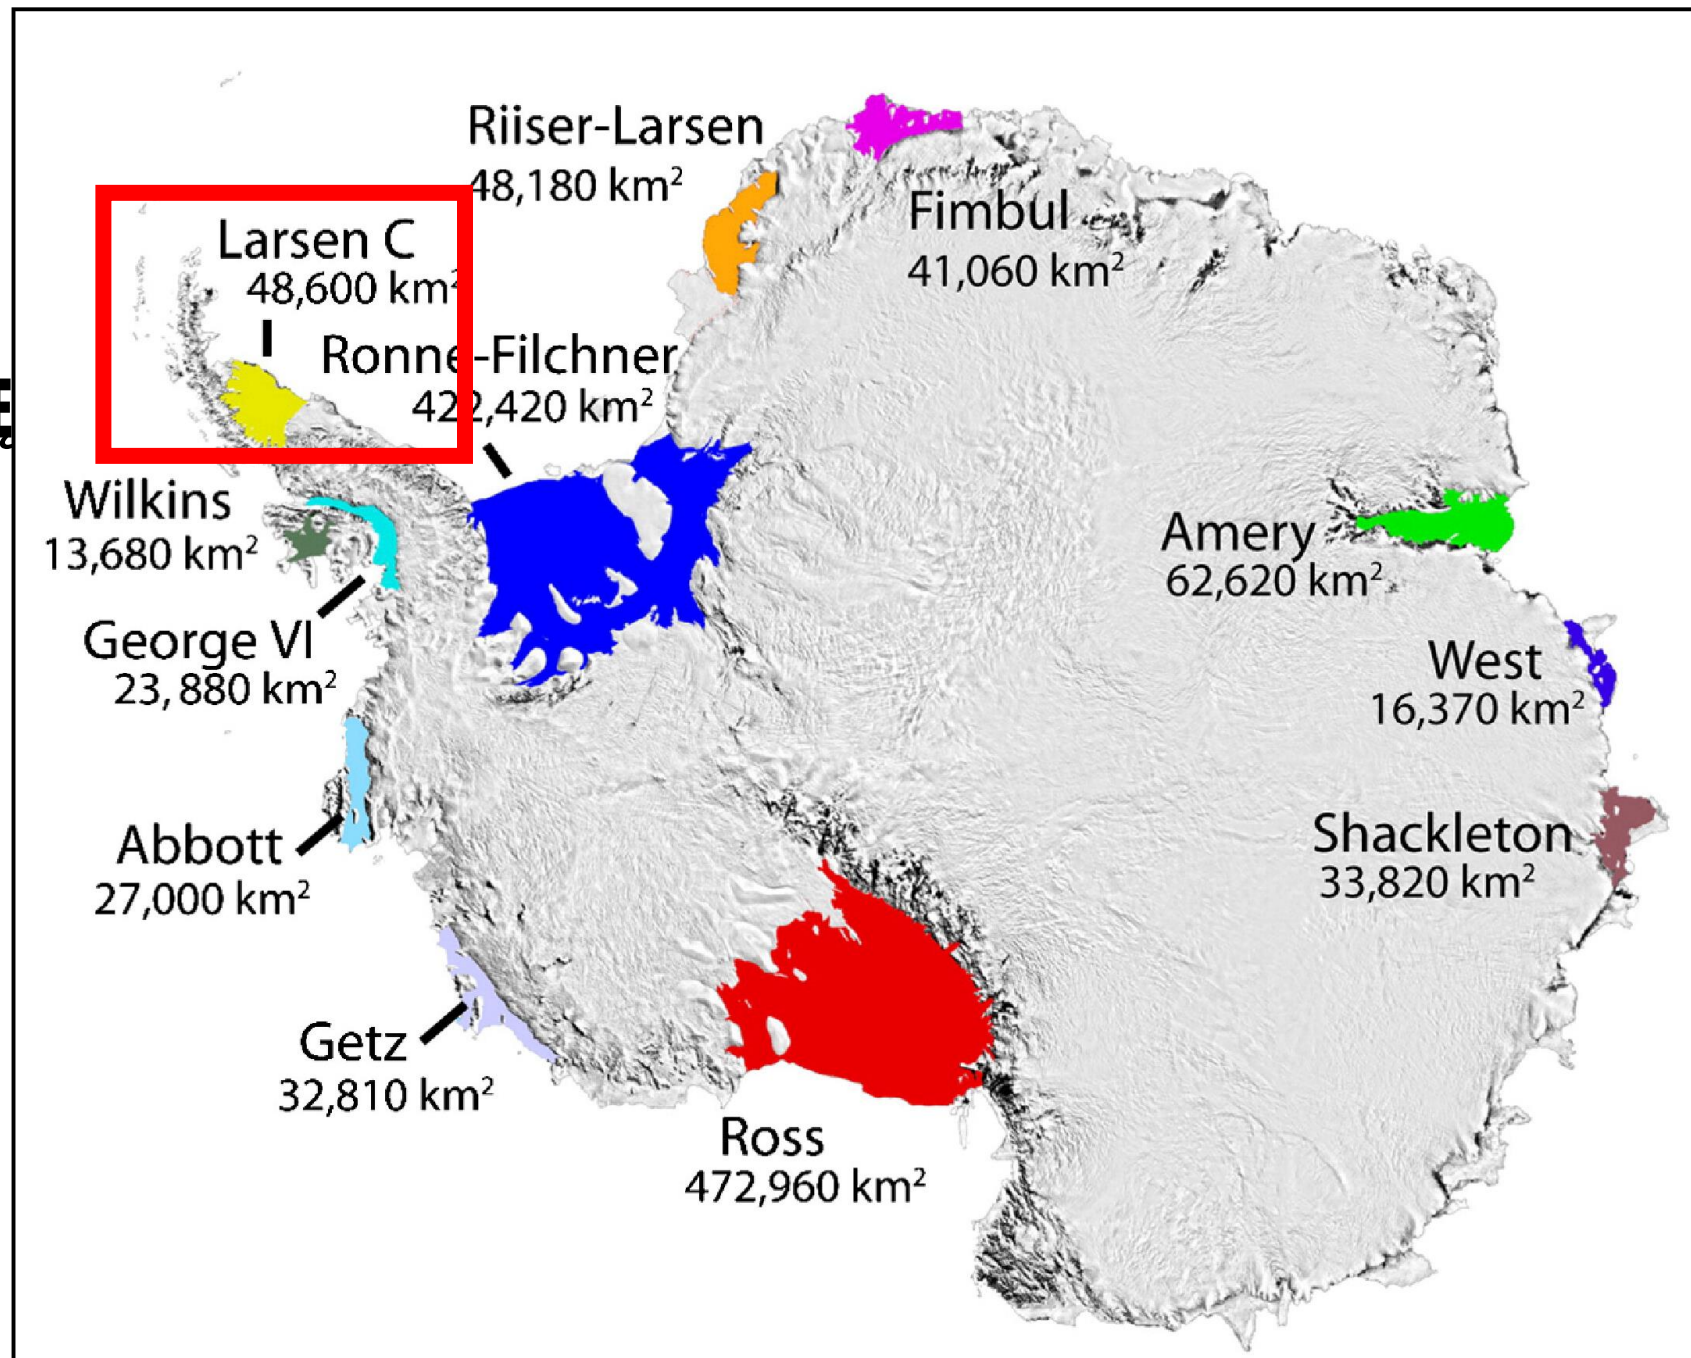 Riiser-Larsen
48,180 km²
Fimbul
41,060 km²
Larsen C
48,600 km²
Ronne-Filchner
422,420 km²
Wilkins
13,680 km²
Amery
62,620 km²
George VI
23,880 km²
West
16,370 km²
Abbott
27,000 km²
Shackleton
33,820 km²
Getz
32,810 km²
Ross
472,960 km²